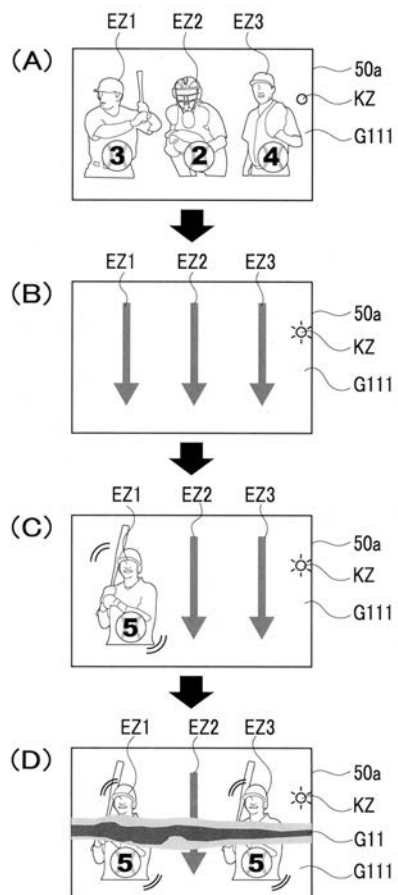 EZ1 EZ2 EZ3
(A)
50a
KZ
G111
3 2 4
EZ1 EZ2 EZ3
(B)
50a
KZ
G111
EZ1 EZ2 EZ3
(C)
50a
KZ
G111
5
EZ1 EZ2 EZ3
(D)
50a
KZ
G11
5 5 G111